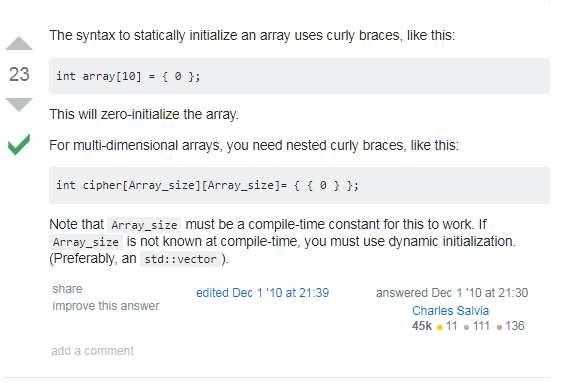 The syntax to statically initialize an array uses curly braces, like this:
23
int array[10] = { 0 };
This will zero-initialize the array.
For multi-dimensional arrays, you need nested curly braces, like this:
int cipher[Array_size][Array_size]= { { 0 } };
Note that Array_size must be a compile-time constant for this to work. If
Array_size is not known at compile-time, you must use dynamic initialization.
(Preferably, an std::vector ).
share
improve this answer
edited Dec 1 '10 at 21:39
answered Dec 1 '10 at 21:30
Charles Salvia
45k 11 111 136
add a comment